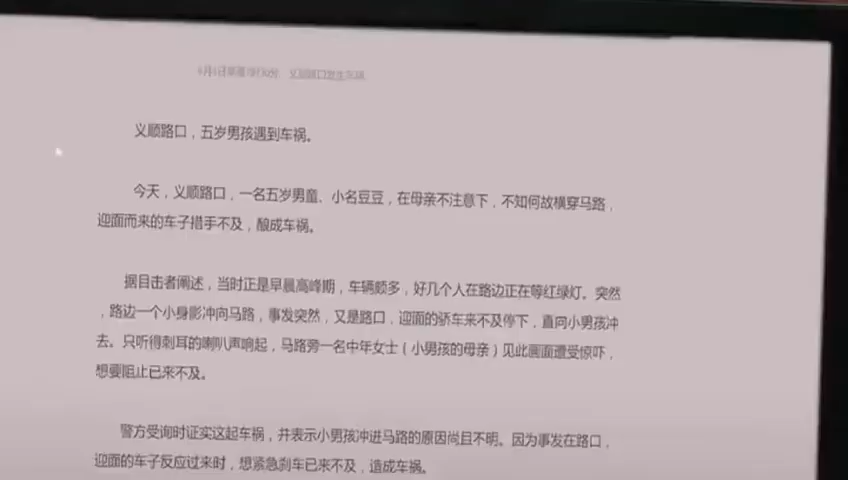 义顺路口，五岁男孩遇到车祸。
今天，义顺路口，一名五岁男童、小名豆豆，在母亲不注意下，不知何故横穿马路，
迎面而来的车子措手不及，酿成车祸。
据目击者阐述，当时正是早晨高峰期，车辆颇多，好几个人在路边正在等红绿灯。突然
，路边一个小身影冲向马路，事发突然，又是路口，迎面的轿车来不及停下，直向小男孩冲
去。只听得刺耳的喇叭声响起，马路旁一名中年女士（小男孩的母亲）见此画面遭受惊吓，
想要阻止已来不及。
警方受询时证实这起车祸，并表示小男孩冲进马路的原因尚且不明。因为事发在路口，
迎面的车子反应过来时，想紧急刹车已来不及，造成车祸。